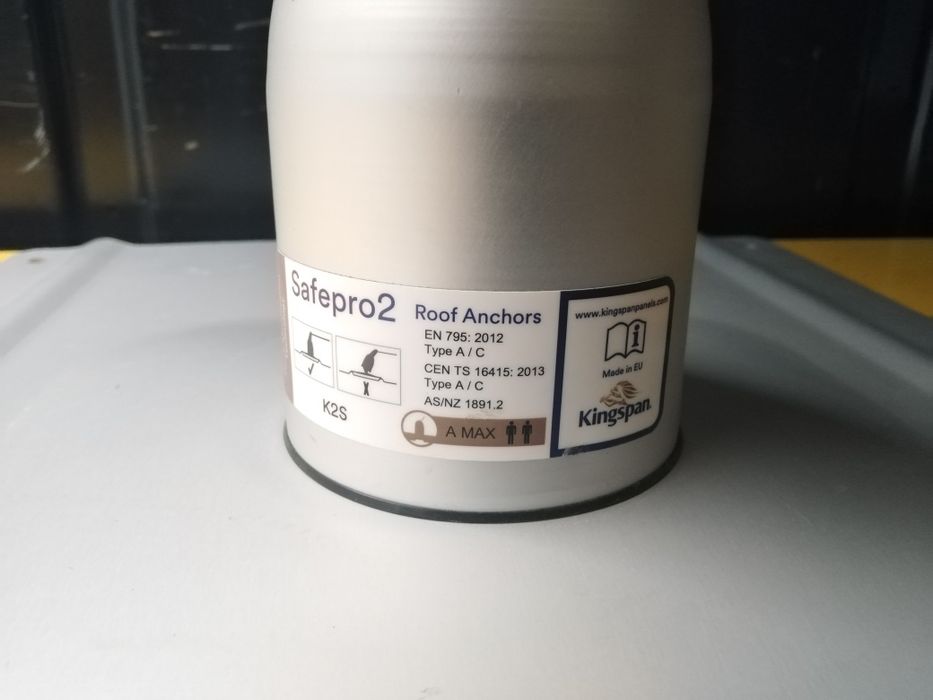 Safepro2
K2S
Roof Anchors
EN 795: 2012
Type A / C
CEN TS 16415: 2013
Type A / C
AS/NZ 1891.2
A MAX
www.kingspanpanels.com
i
Made in EU
Kingspan.